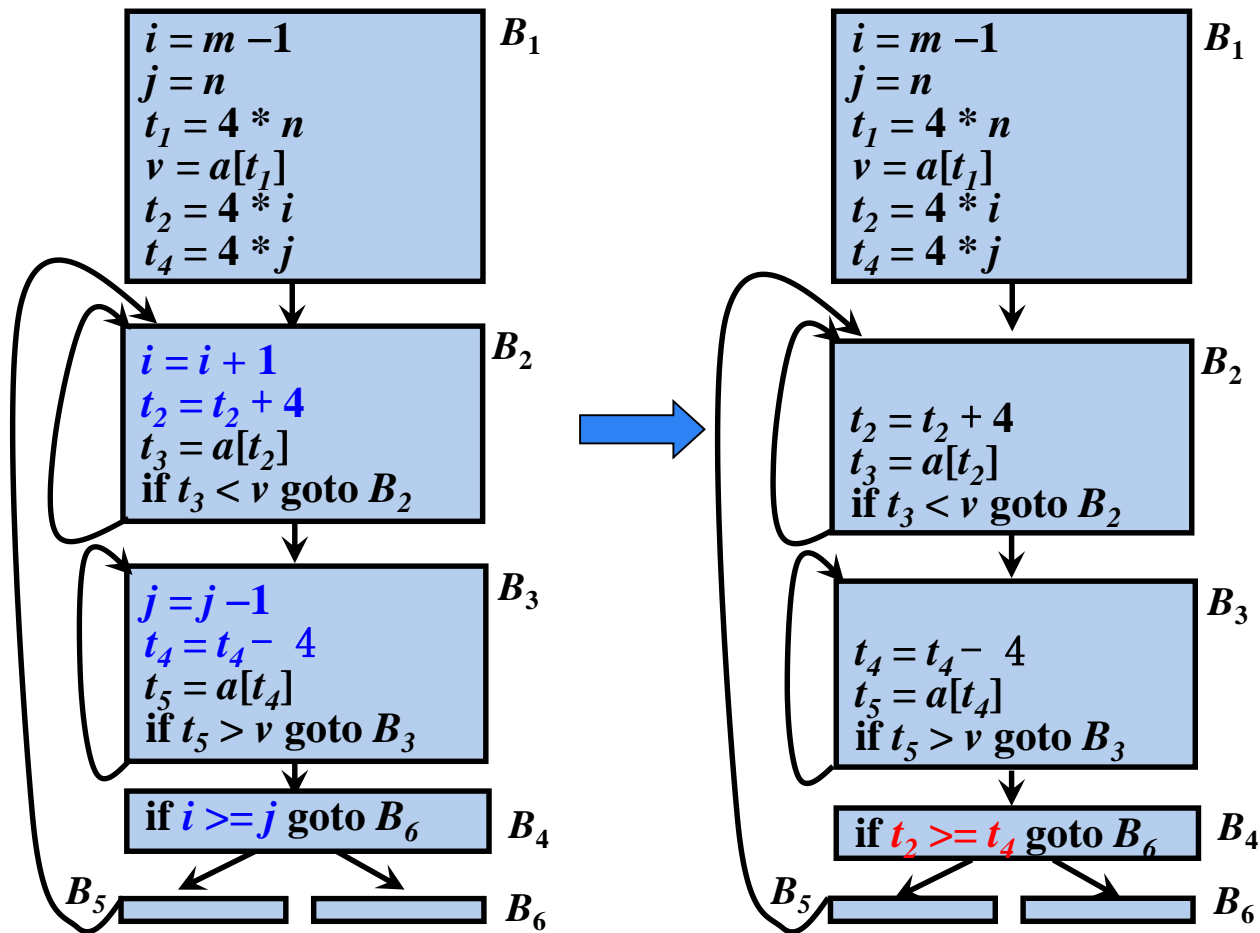 i = m −1
j = n
t₁ = 4 * n
v = a[t₁]
t₂ = 4 * i
t₄ = 4 * j
B₁
i = i + 1
t₂ = t₂ + 4
t₃ = a[t₂]
if t₃ < v goto B₂
B₂
j = j −1
t₄ = t₄ − 4
t₅ = a[t₄]
if t₅ > v goto B₃
B₃
if i >= j goto B₆
B₄
B₅
B₆
i = m −1
j = n
t₁ = 4 * n
v = a[t₁]
t₂ = 4 * i
t₄ = 4 * j
B₁
t₂ = t₂ + 4
t₃ = a[t₂]
if t₃ < v goto B₂
B₂
t₄ = t₄ − 4
t₅ = a[t₄]
if t₅ > v goto B₃
B₃
if t₂ >= t₄ goto B₆
B₄
B₅
B₆